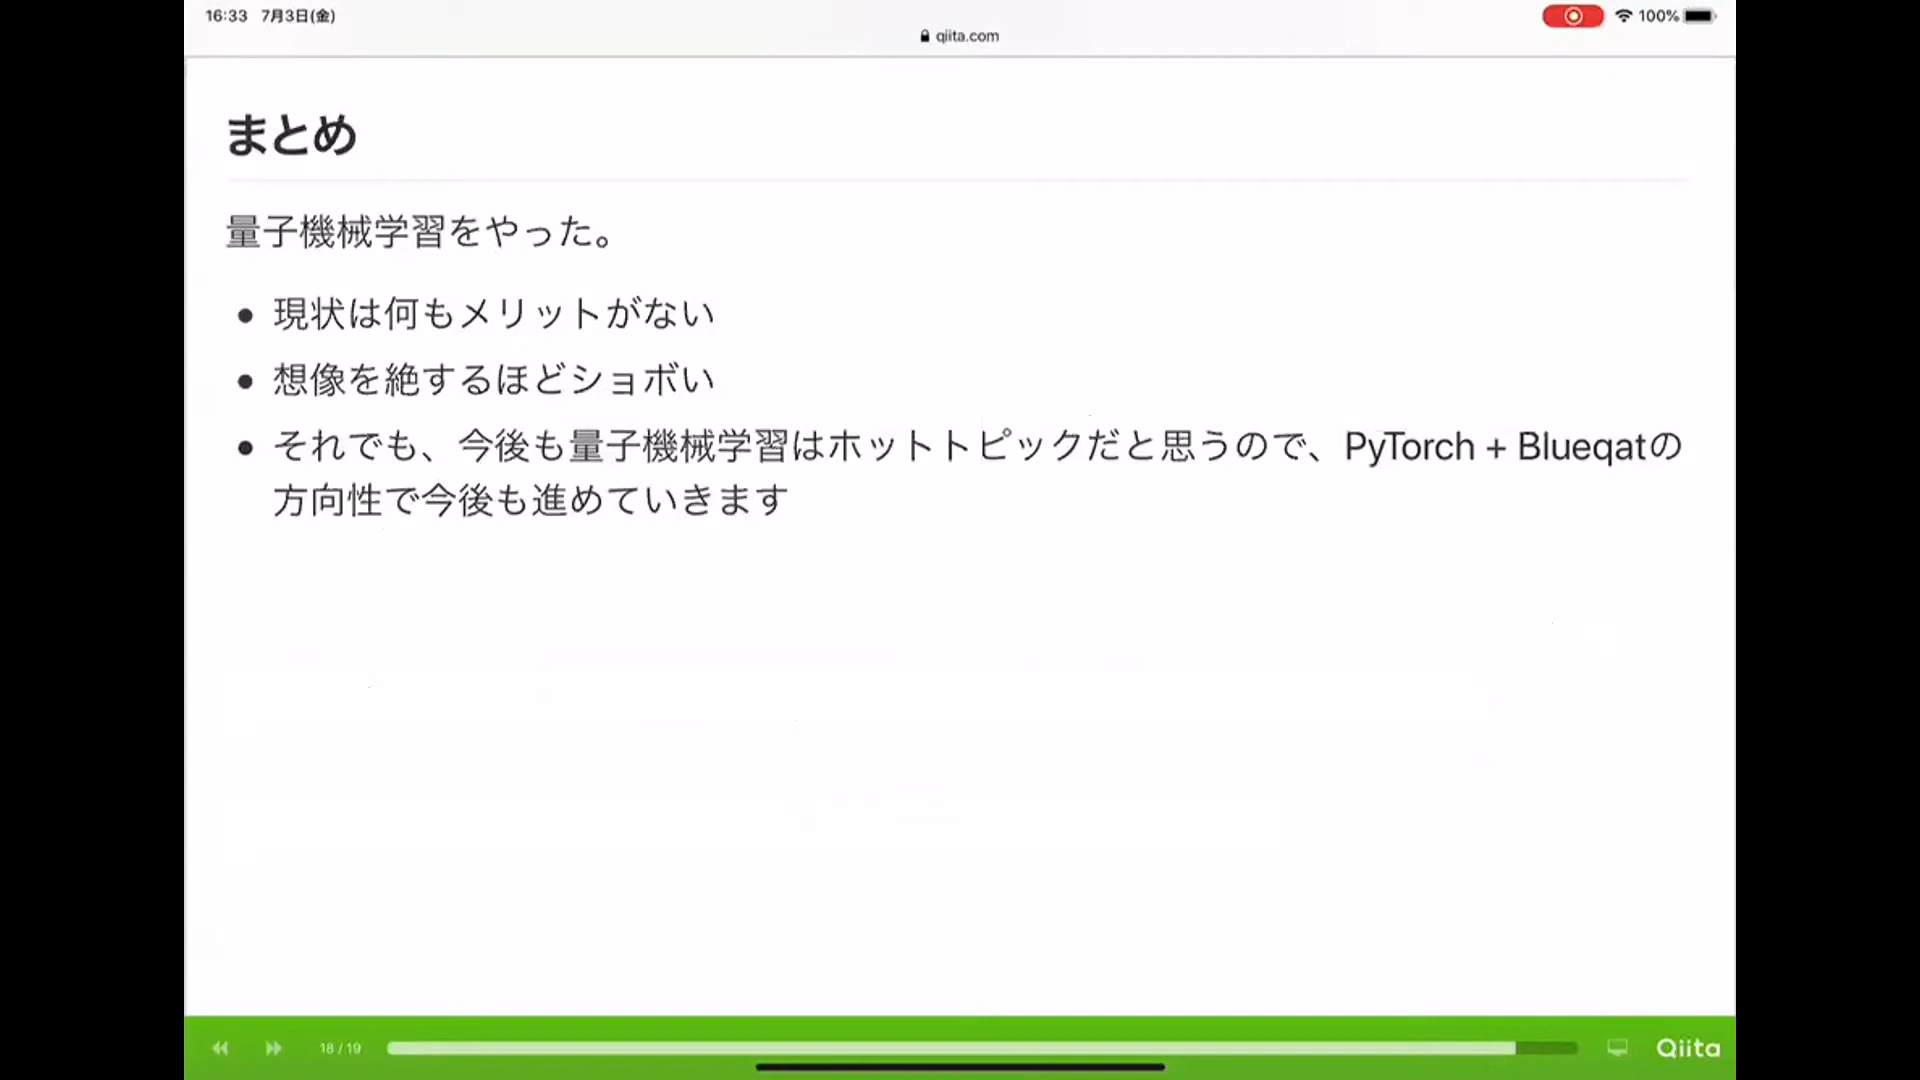 16:33 7月3日(金)
100%
qiita.com
まとめ
量子機械学習をやった。
現状は何もメリットがない
想像を絶するほどショボい
それでも、今後も量子機械学習はホットトピックだと思うので、PyTorch + Blueqatの
方向性で今後も進めていきます
18 / 19
Qiita